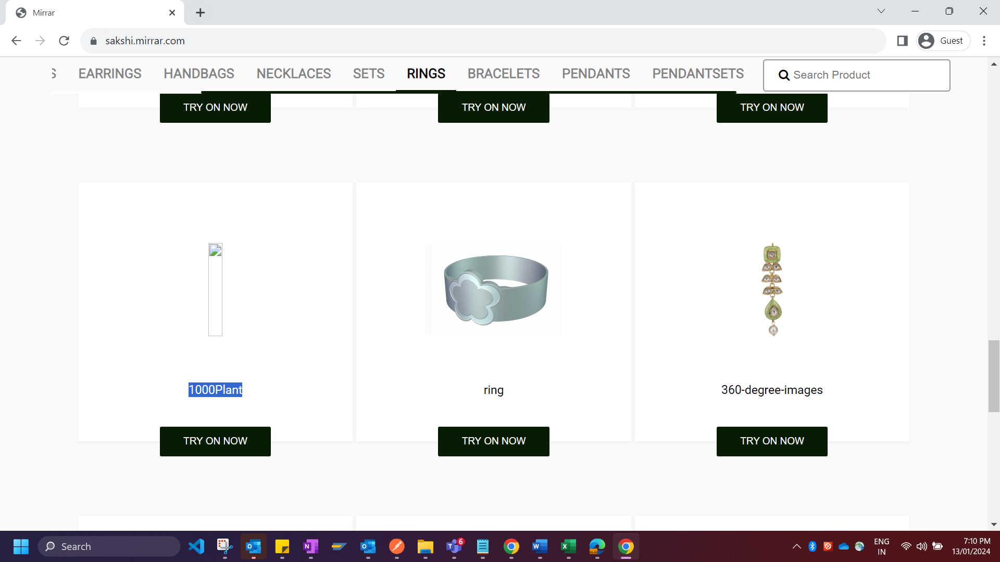 Mirrar
sakshi.mirrar.com
Guest
S EARRINGS HANDBAGS NECKLACES SETS RINGS BRACELETS PENDANTS PENDANTSETS
Search Product
TRY ON NOW TRY ON NOW TRY ON NOW
1000Plant ring 360-degree-images
TRY ON NOW TRY ON NOW TRY ON NOW
Search
6
ENG
IN
7:10 PM
13/01/2024